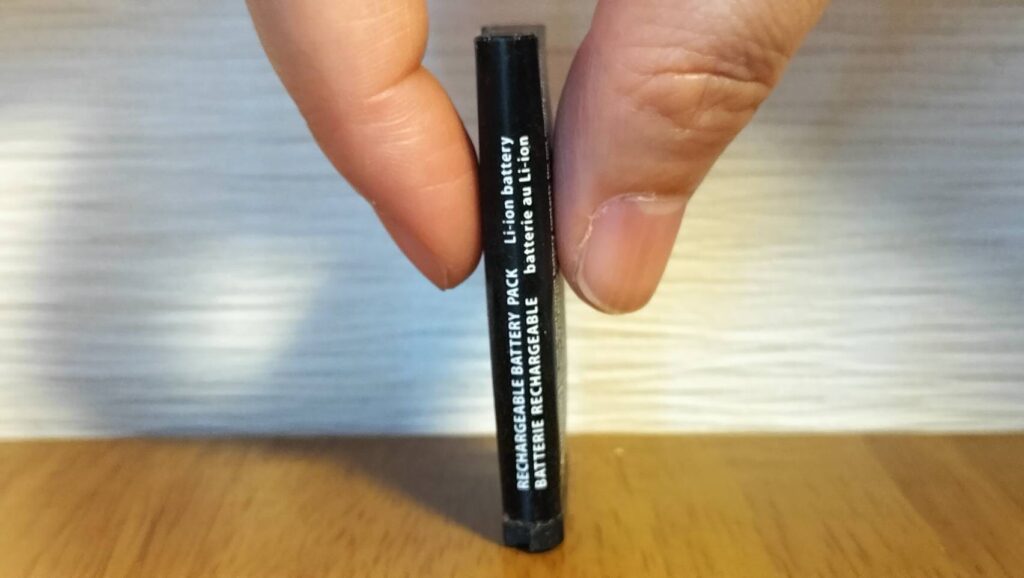 RECHARGEABLE BATTERY PACK Li-ion battery
BATTERIE RECHARGEABLE batterie au Li-ion